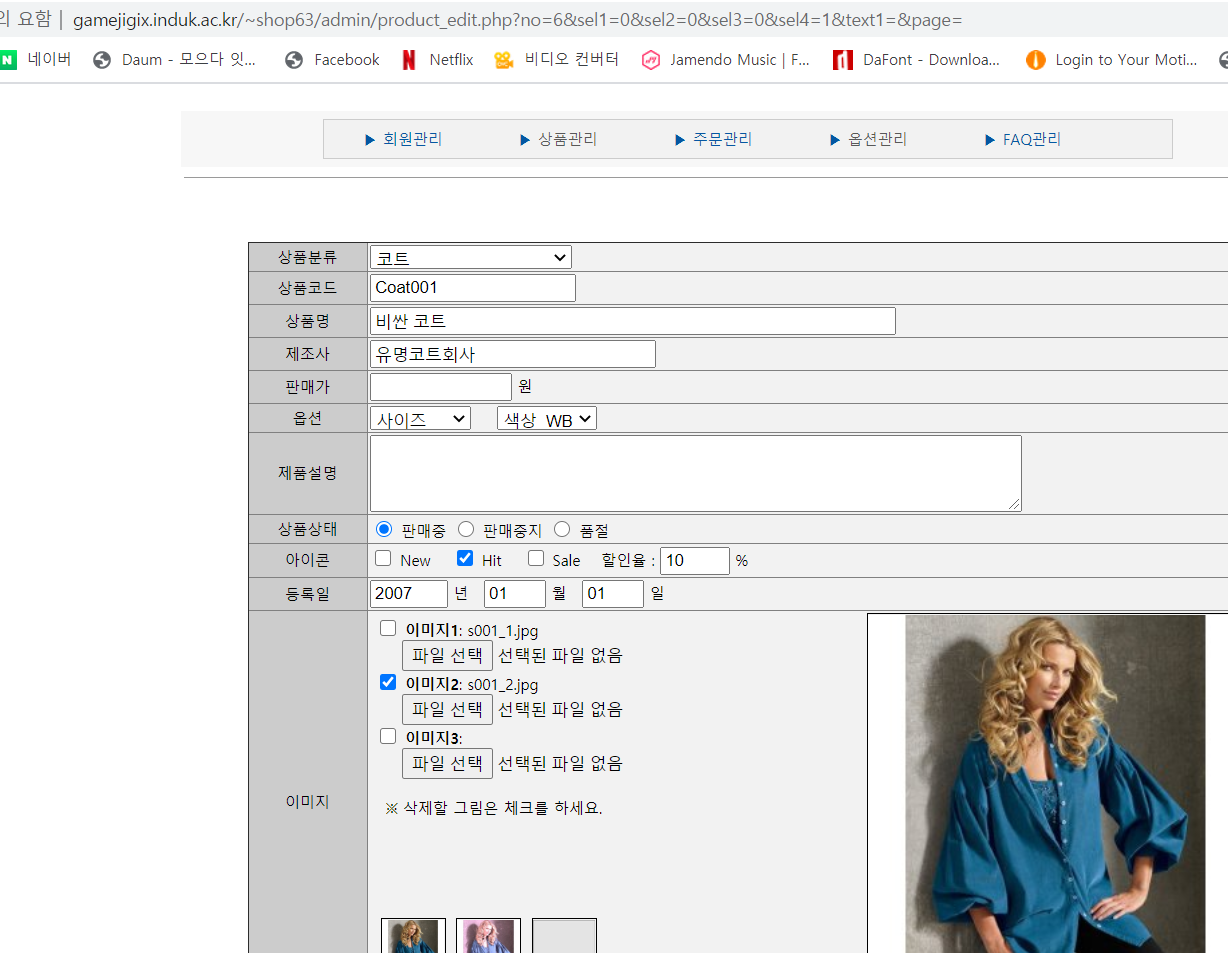 의 요함 | gamejigix.induk.ac.kr/~shop63/admin/product_edit.php?no=6&sel1=0&sel2=0&sel3=0&sel4=1&text1=&page=
N 네이버 Daum - 모으다 잇... Facebook N Netflix 비디오 컨버터 Jamendo Music | F... DaFont - Downloa... Login to Your Moti...
▶ 회원관리 ▶ 상품관리 ▶ 주문관리 ▶ 옵션관리 ▶ FAQ관리
상품분류 코트
상품코드 Coat001
상품명 비싼 코트
제조사 유명코트회사
판매가 원
옵션 사이즈 색상 WB
제품설명
상품상태 판매중 판매중지 품절
아이콘 New Hit Sale 할인율 : 10 %
등록일 2007 년 01 월 01 일
이미지1: s001_1.jpg
파일 선택 선택된 파일 없음
이미지2: s001_2.jpg
파일 선택 선택된 파일 없음
이미지3:
파일 선택 선택된 파일 없음
이미지
※ 삭제할 그림은 체크를 하세요.